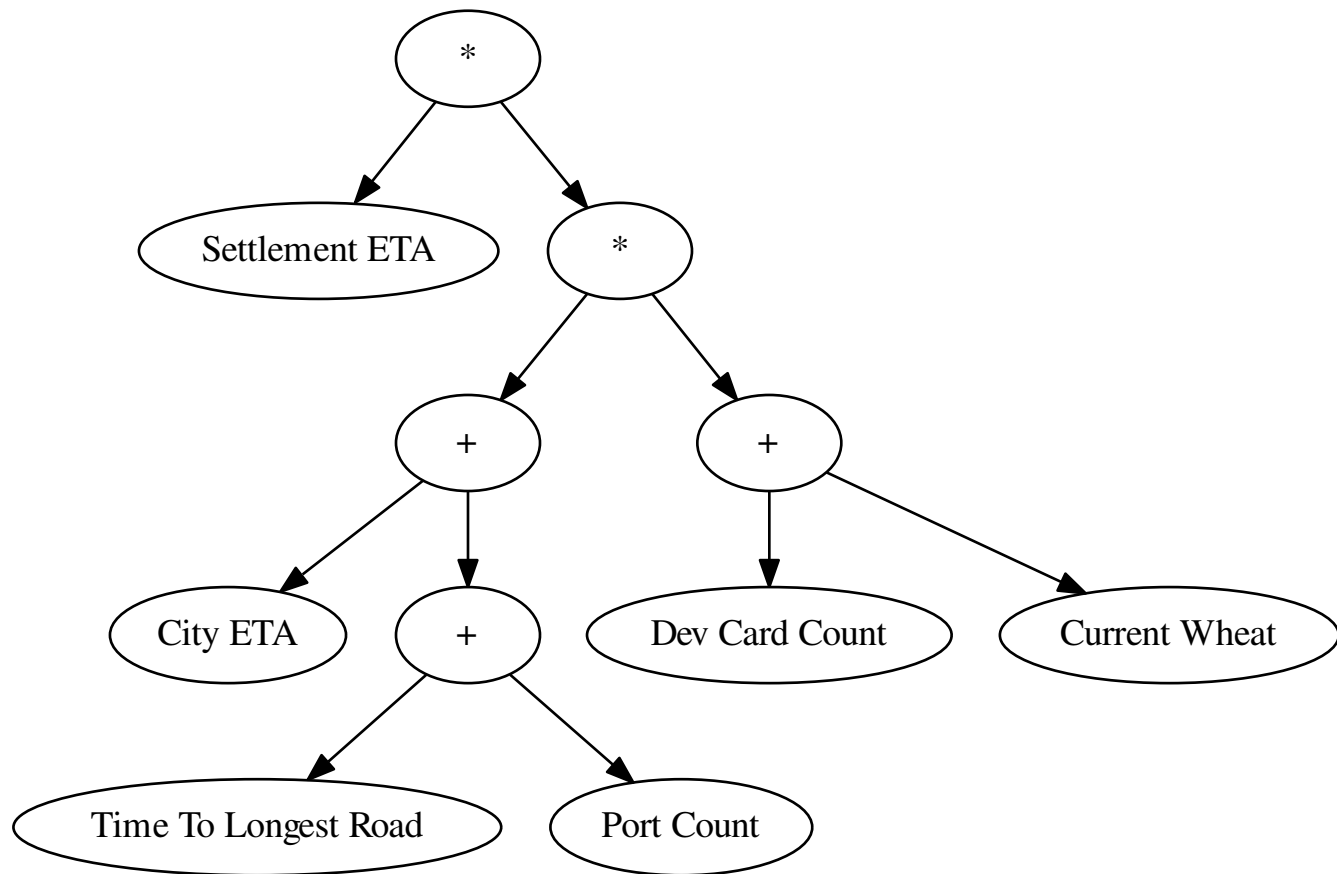 *
Settlement ETA
*
+
+
City ETA
+
Dev Card Count
Current Wheat
Time To Longest Road
Port Count